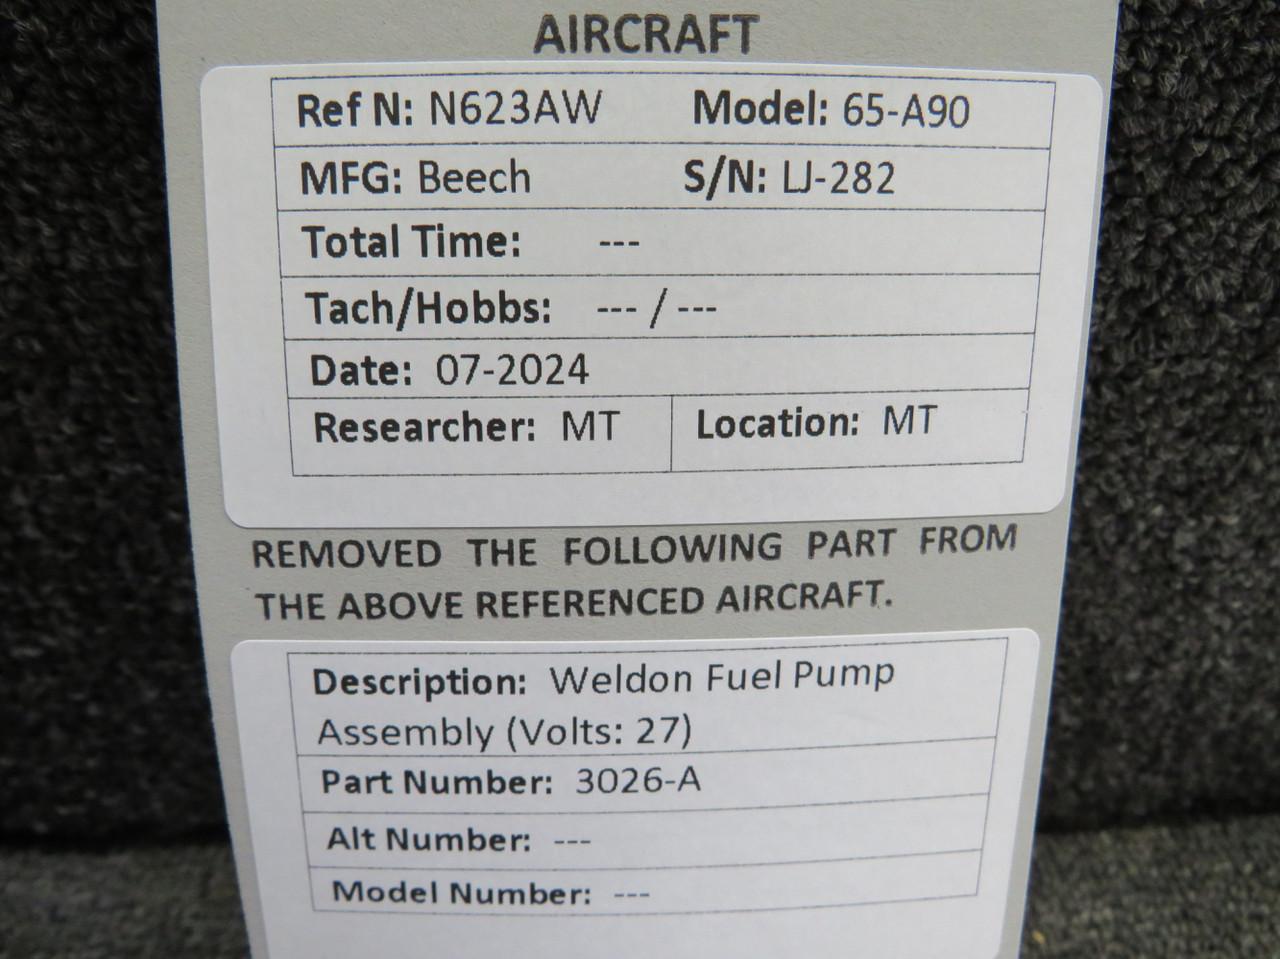 AIRCRAFT
Ref N: N623AW Model: 65-A90
MFG: Beech S/N: LJ-282
Total Time: ---
Tach/Hobbs: --- / ---
Date: 07-2024
Researcher: MT Location: MT
REMOVED THE FOLLOWING PART FROM
THE ABOVE REFERENCED AIRCRAFT.
Description: Weldon Fuel Pump
Assembly (Volts: 27)
Part Number: 3026-A
Alt Number: ---
Model Number: ---